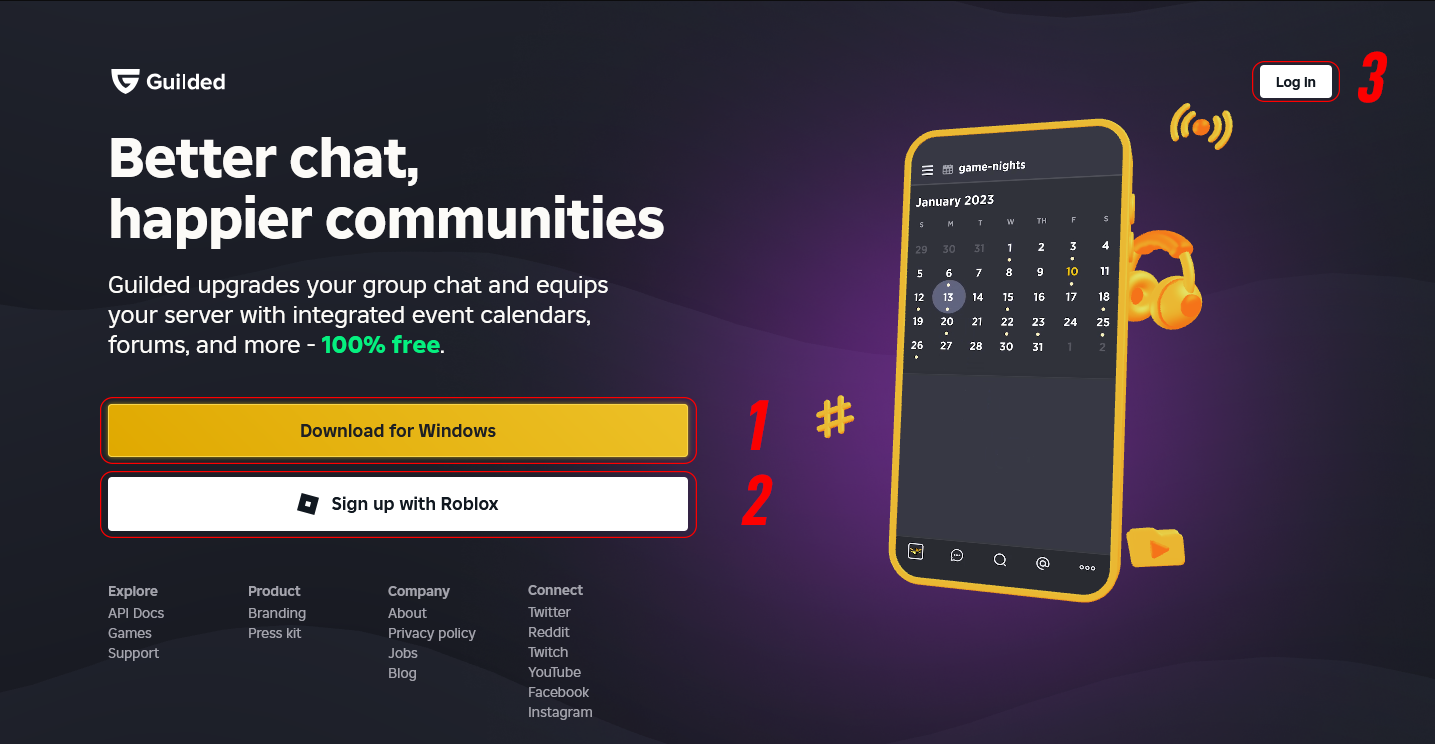 Guilded
Log In
3
Better chat,
happier communities
Guilded upgrades your group chat and equips
your server with integrated event calendars,
forums, and more - 100% free.
Download for Windows
1
Sign up with Roblox
2
#
game-nights
January 2023
S M T W TH F S
29 30 31 1 2 3 4
5 6 7 8 9 10 11
12 13 14 15 16 17 18
19 20 21 22 23 24 25
26 27 28 30 31 1 2
@
Explore
API Docs
Games
Support
Product
Branding
Press kit
Company
About
Privacy policy
Jobs
Blog
Connect
Twitter
Reddit
Twitch
YouTube
Facebook
Instagram